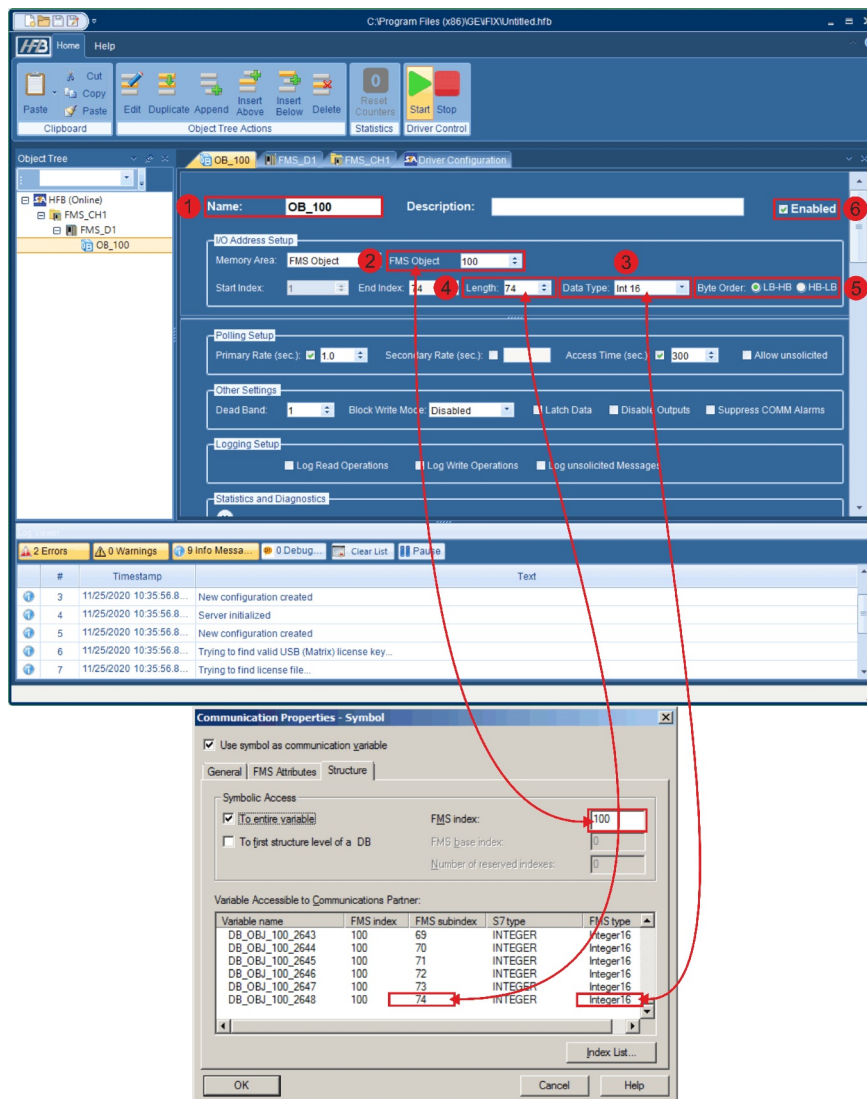 C:\Program Files (x86)\GE\iFIX\Untitled.hfb
HFB Home Help
Paste
Cut
Copy
Paste
Edit Duplicate Append Insert Above Insert Below Delete
Reset Counters
Start Stop
Clipboard Object Tree Actions Statistics Driver Control
Object Tree
OB_100 FMS_D1 FMS_CH1 Driver Configuration
HFB (Online)
FMS_CH1
FMS_D1
OB_100
1 Name: OB_100 Description: Enabled 6
I/O Address Setup
Memory Area: FMS Object 2 FMS Object 100 3
Start Index: 1 End Index: 74 4 Length: 74 Data Type: Int 16 Byte Order: LB-HB HB-LB 5
Polling Setup
Primary Rate (sec.): 1.0 Secondary Rate (sec.): Access Time (sec.) 300 Allow unsolicited
Other Settings
Dead Band: 1 Block Write Mode: Disabled Latch Data Disable Outputs Suppress COMM Alarms
Logging Setup
Log Read Operations Log Write Operations Log unsolicited Messages
Statistics and Diagnostics
2 Errors 0 Warnings 9 Info Messa... 0 Debug... Clear List Pause
# Timestamp Text
3 11/25/2020 10:35:56.8... New configuration created
4 11/25/2020 10:35:56.8... Server initialized
5 11/25/2020 10:35:56.8... New configuration created
6 11/25/2020 10:35:56.8... Trying to find valid USB (Matrix) license key...
7 11/25/2020 10:35:56.8... Trying to find license file...
Communication Properties - Symbol
Use symbol as communication variable
General FMS Attributes Structure
Symbolic Access
To entire variable FMS index: 100
To first structure level of a DB FMS base index: 0
Number of reserved indexes: 0
Variable Accessible to Communications Partner:
Variable name FMS index FMS subindex S7 type FMS type
DB_OBJ_100_2643 100 69 INTEGER Integer16
DB_OBJ_100_2644 100 70 INTEGER Integer16
DB_OBJ_100_2645 100 71 INTEGER Integer16
DB_OBJ_100_2646 100 72 INTEGER Integer16
DB_OBJ_100_2647 100 73 INTEGER Integer16
DB_OBJ_100_2648 100 74 INTEGER Integer16
Index List...
OK Cancel Help